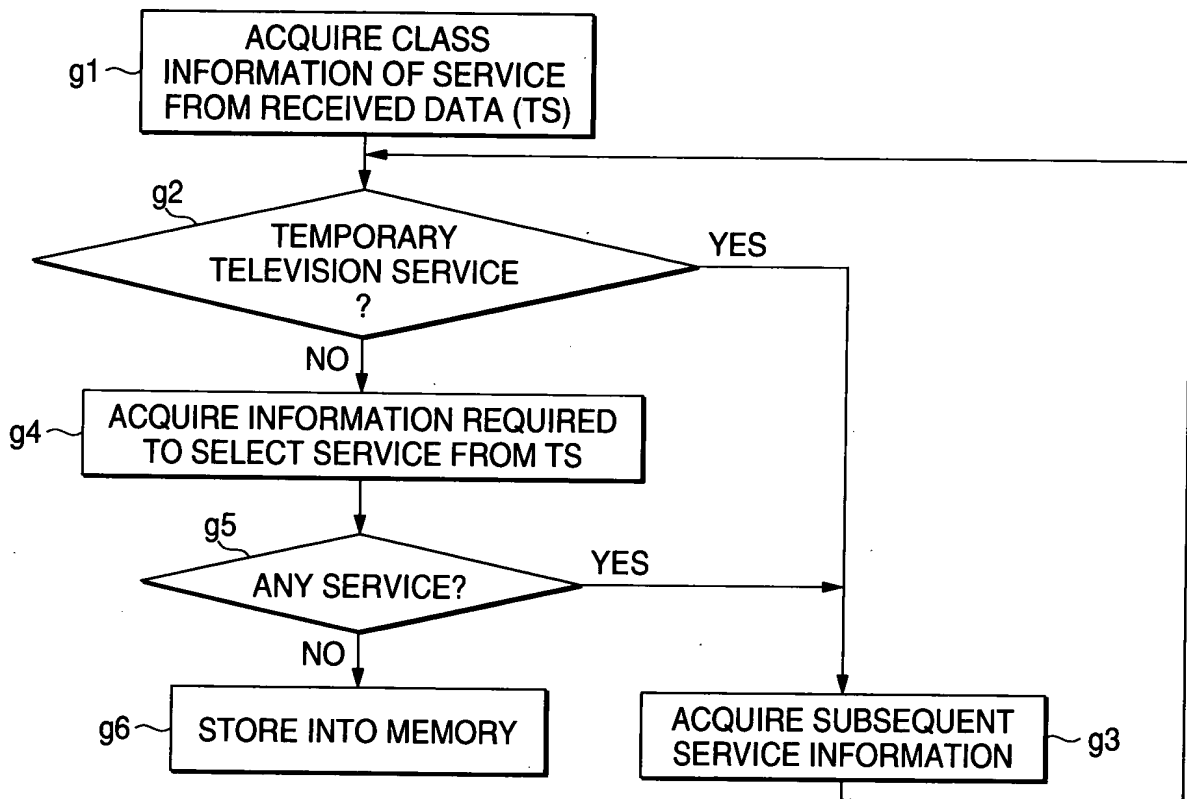 ACQUIRE CLASS
INFORMATION OF SERVICE
FROM RECEIVED DATA (TS)
g1
g2
TEMPORARY
TELEVISION SERVICE
?
YES
NO
g4
ACQUIRE INFORMATION REQUIRED
TO SELECT SERVICE FROM TS
g5
ANY SERVICE?
YES
NO
g6
STORE INTO MEMORY
ACQUIRE SUBSEQUENT
SERVICE INFORMATION
g3